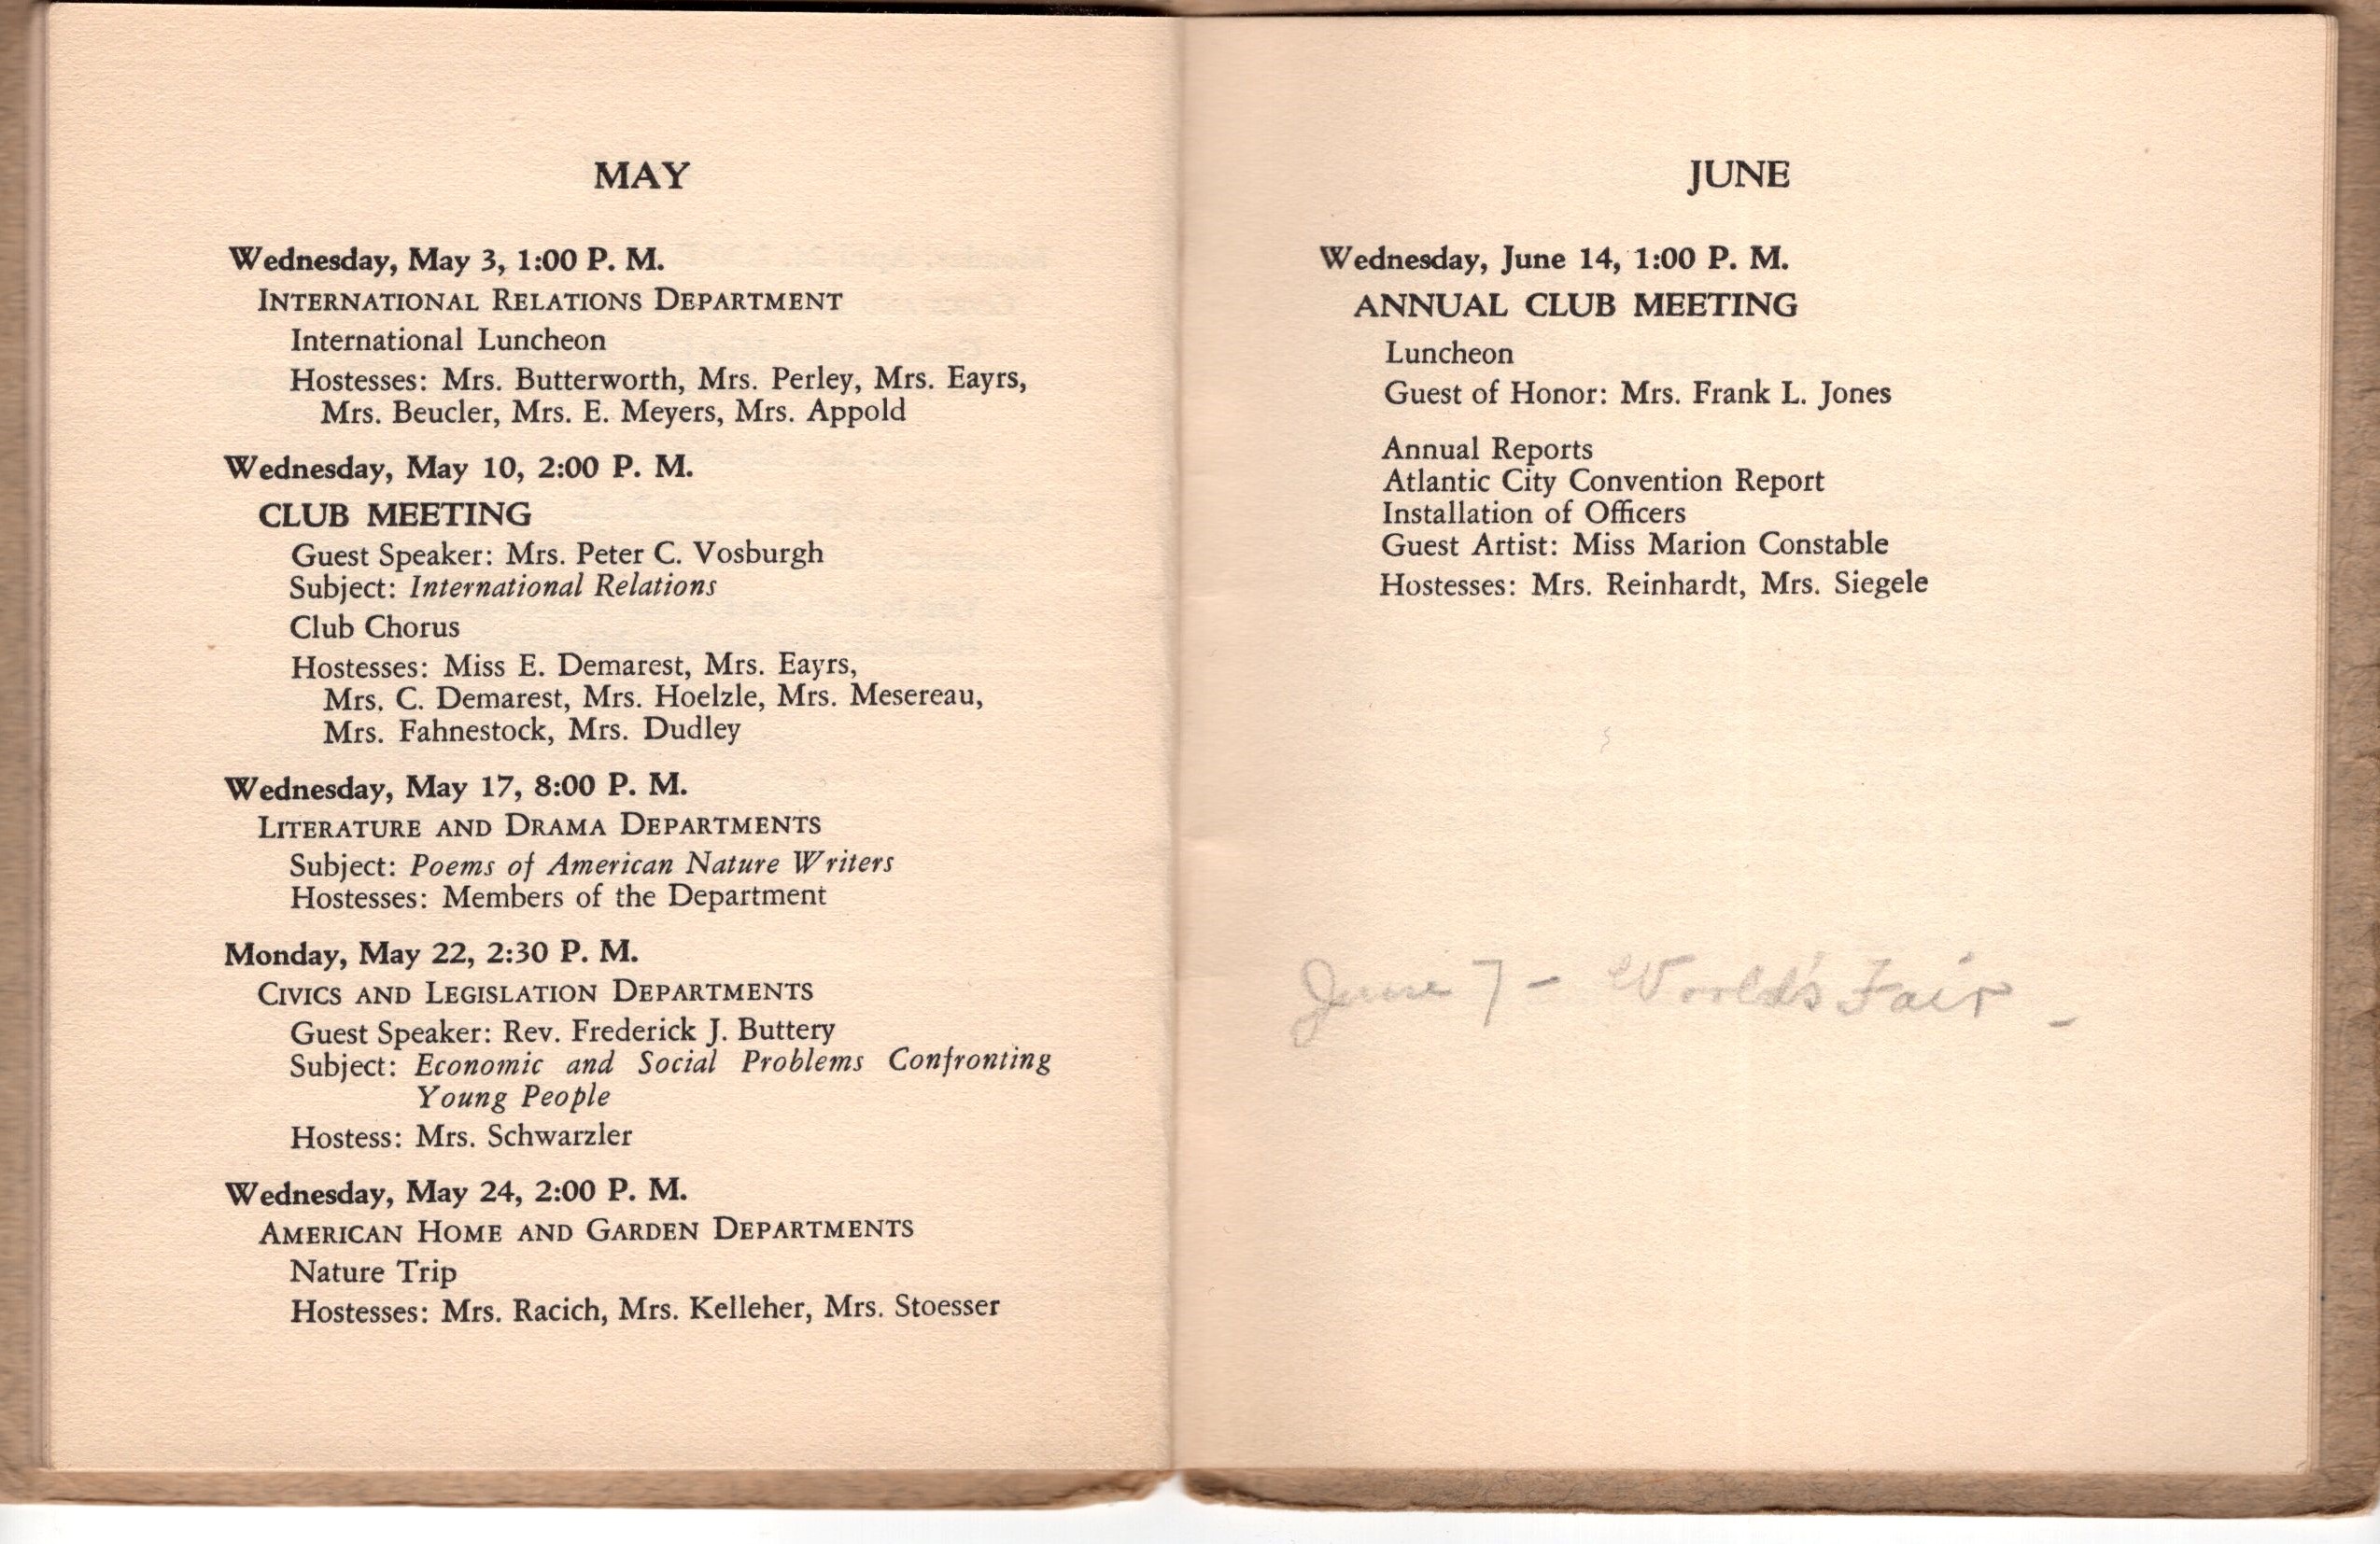 MAY
Wednesday, May 3, 1:00 P. M.
INTERNATIONAL RELATIONS DEPARTMENT
International Luncheon
Hostesses: Mrs. Butterworth, Mrs. Perley, Mrs. Eayrs,
Mrs. Beucler, Mrs. E. Meyers, Mrs. Appold
Wednesday, May 10, 2:00 P. M.
CLUB MEETING
Guest Speaker: Mrs. Peter C. Vosburgh
Subject: International Relations
Club Chorus
Hostesses: Miss E. Demarest, Mrs. Eayrs,
Mrs. C. Demarest, Mrs. Hoelzle, Mrs. Mesereau,
Mrs. Fahnestock, Mrs. Dudley
Wednesday, May 17, 8:00 P. M.
LITERATURE AND DRAMA DEPARTMENTS
Subject: Poems of American Nature Writers
Hostesses: Members of the Department
Monday, May 22, 2:30 P. M.
CIVICS AND LEGISLATION DEPARTMENTS
Guest Speaker: Rev. Frederick J. Buttery
Subject: Economic and Social Problems Confronting
Young People
Hostess: Mrs. Schwarzler
Wednesday, May 24, 2:00 P. M.
AMERICAN HOME AND GARDEN DEPARTMENTS
Nature Trip
Hostesses: Mrs. Racich, Mrs. Kelleher, Mrs. Stoesser
JUNE
Wednesday, June 14, 1:00 P. M.
ANNUAL CLUB MEETING
Luncheon
Guest of Honor: Mrs. Frank L. Jones
Annual Reports
Atlantic City Convention Report
Installation of Officers
Guest Artist: Miss Marion Constable
Hostesses: Mrs. Reinhardt, Mrs. Siegele
June 7 - World's Fair -